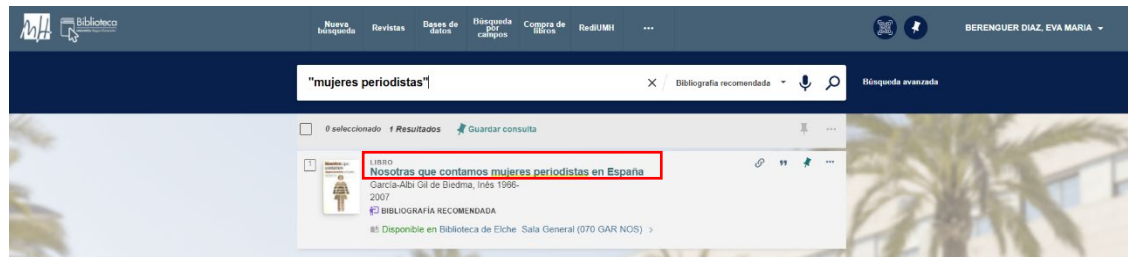 UMH Biblioteca
Nueva búsqueda
Revistas
Bases de datos
Búsqueda por campos
Compra de libros
RediUMH
BERENGUER DIAZ, EVA MARIA
"mujeres periodistas"
Bibliografía recomendada
Búsqueda avanzada
0 seleccionado 1 Resultados Guardar consulta
1
LIBRO
Nosotras que contamos mujeres periodistas en España
García-Albi Gil de Biedma, Inés 1966-
2007
BIBLIOGRAFÍA RECOMENDADA
Disponible en Biblioteca de Elche Sala General (070 GAR NOS)